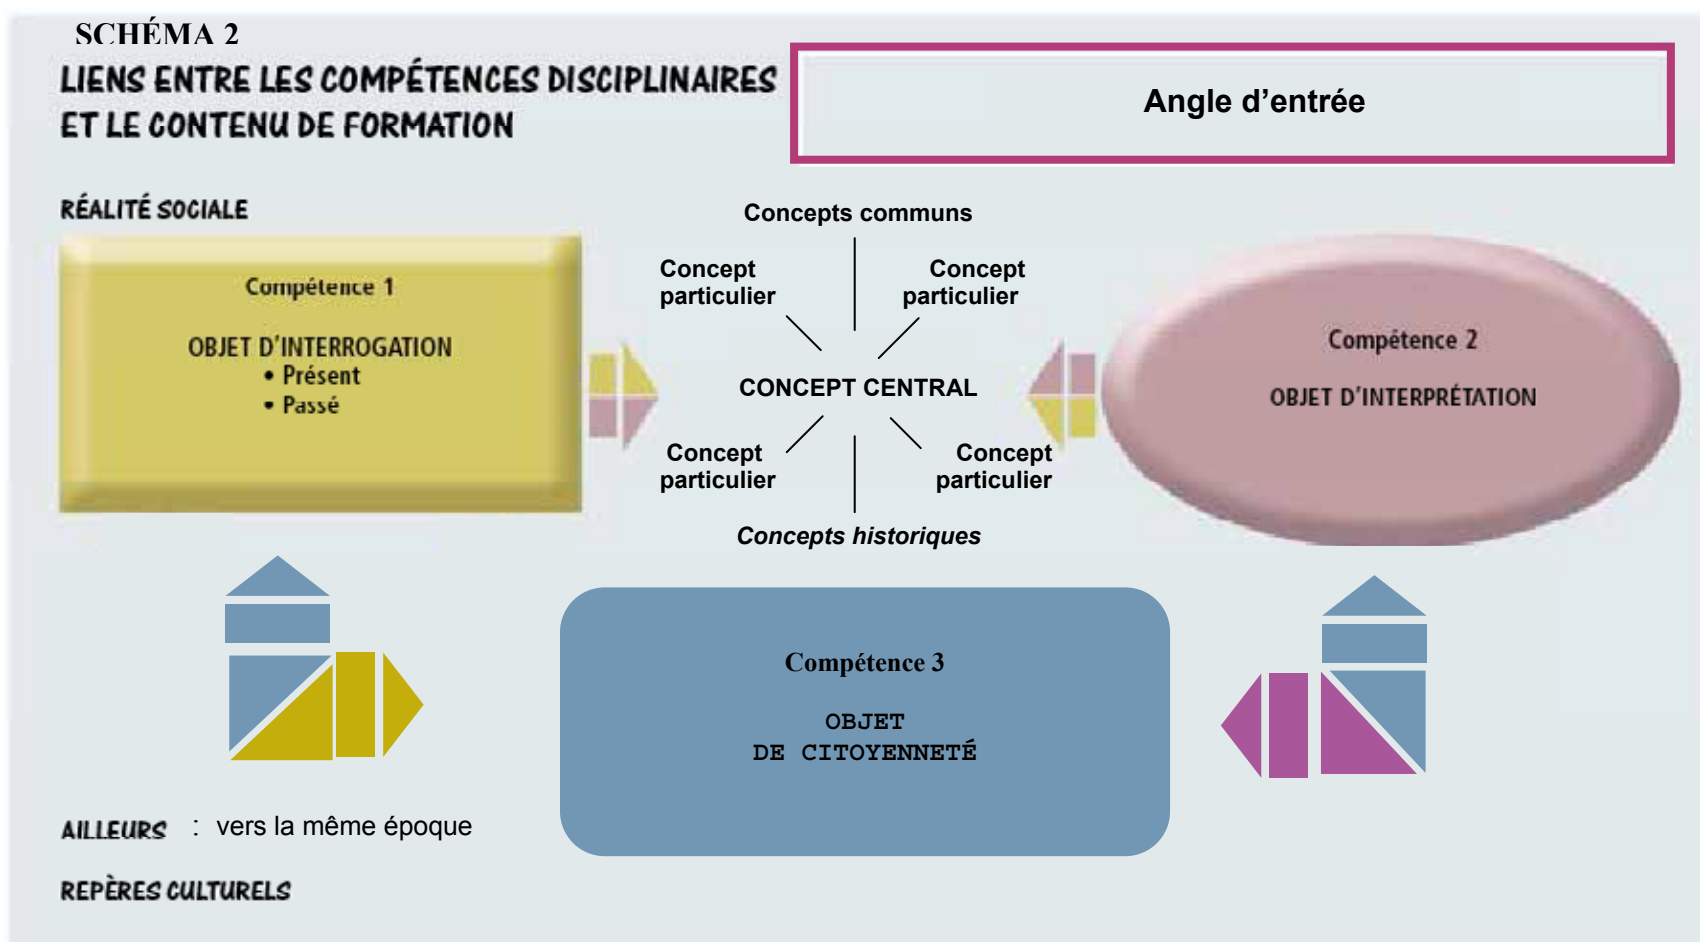 SCHÉMA 2
LIENS ENTRE LES COMPÉTENCES DISCIPLINAIRES
ET LE CONTENU DE FORMATION
Angle d’entrée
RÉALITÉ SOCIALE
Compétence 1
OBJET D’INTERROGATION
• Présent
• Passé
Concepts communs
Concept
particulier
Concept
particulier
CONCEPT CENTRAL
Concept
particulier
Concept
particulier
Concepts historiques
Compétence 2
OBJET D’INTERPRÉTATION
Compétence 3
OBJET
DE CITOYENNETÉ
AILLEURS : vers la même époque
REPÈRES CULTURELS